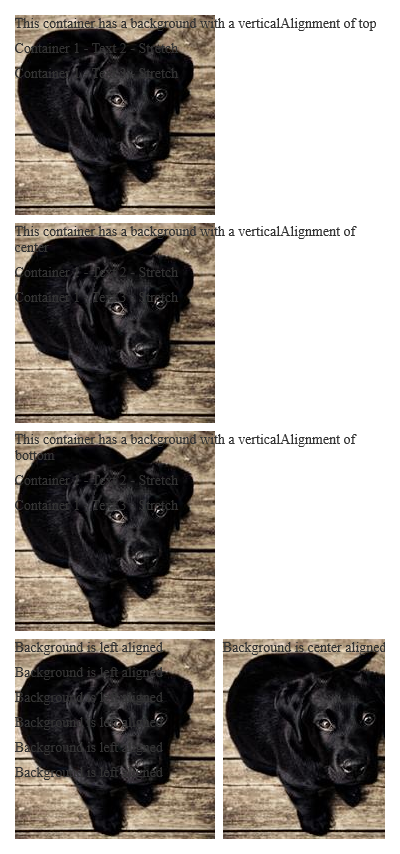 This container has a background with a verticalAlignment of top
Container 1 - Text 2 - Stretch
Container 1 - Text 3 - Stretch
This container has a background with a verticalAlignment of
center
Container 1 - Text 2 - Stretch
Container 1 - Text 3 - Stretch
This container has a background with a verticalAlignment of
bottom
Container 1 - Text 2 - Stretch
Container 1 - Text 3 - Stretch
Background is left aligned
Background is left aligned
Background is left aligned
Background is left aligned
Background is left aligned
Background is left aligned
Background is center aligned